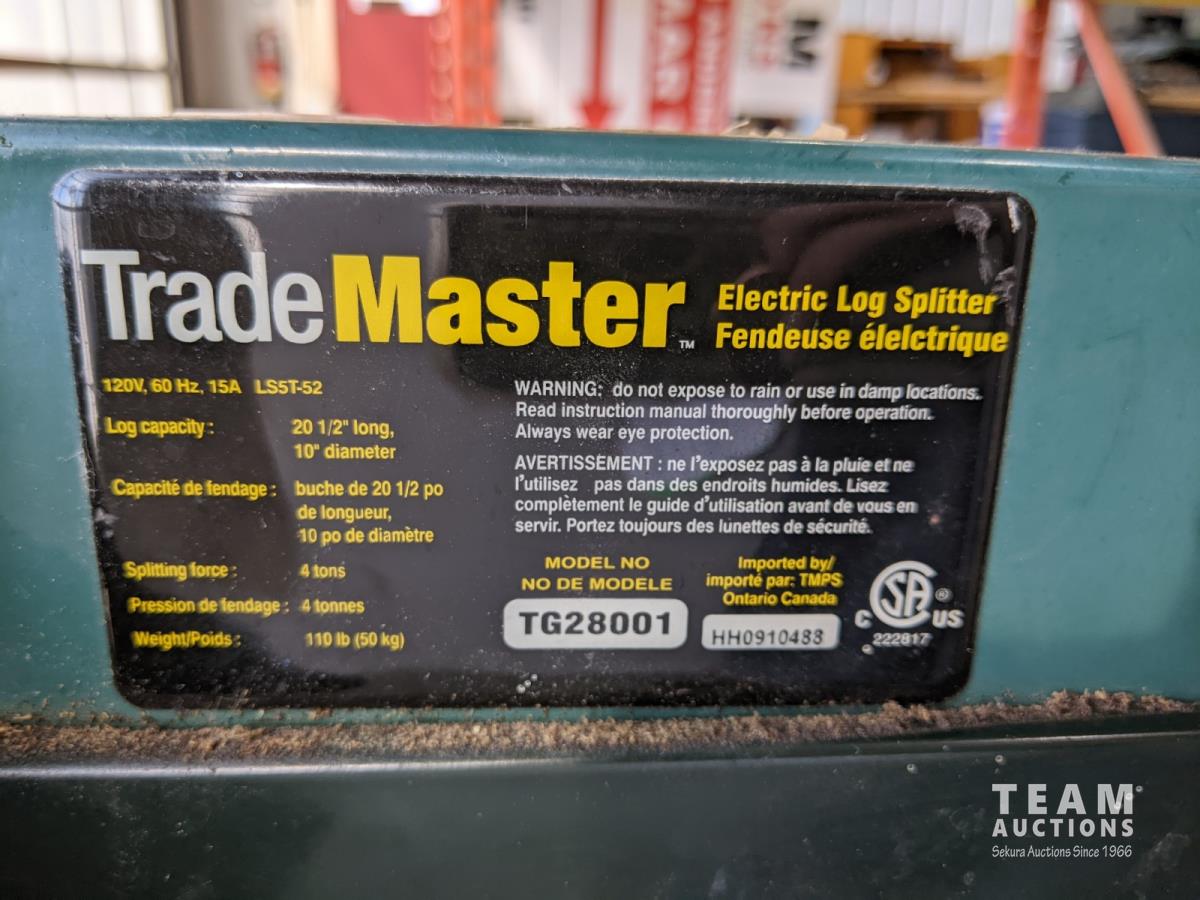 TradeMaster™
Electric Log Splitter
Fendeuse élelctrique
120V, 60 Hz, 15A LS5T-52
Log capacity : 20 1/2" long,
10" diameter
Capacité de fendage : buche de 20 1/2 po
de longueur,
10 po de diamètre
Splitting force : 4 tons
Pression de fendage : 4 tonnes
Weight/Poids : 110 lb (50 kg)
WARNING: do not expose to rain or use in damp locations.
Read instruction manual thoroughly before operation.
Always wear eye protection.
AVERTISSEMENT : ne l'exposez pas à la pluie et ne
l'utilisez pas dans des endroits humides. Lisez
complètement le guide d'utilisation avant de vous en
servir. Portez toujours des lunettes de sécurité.
MODEL NO
NO DE MODELE
TG28001
Imported by/
importé par: TMPS
Ontario Canada
HH0910488
CSA®
C US
222817
TEAM
AUCTIONS
Sekura Auctions Since 1966